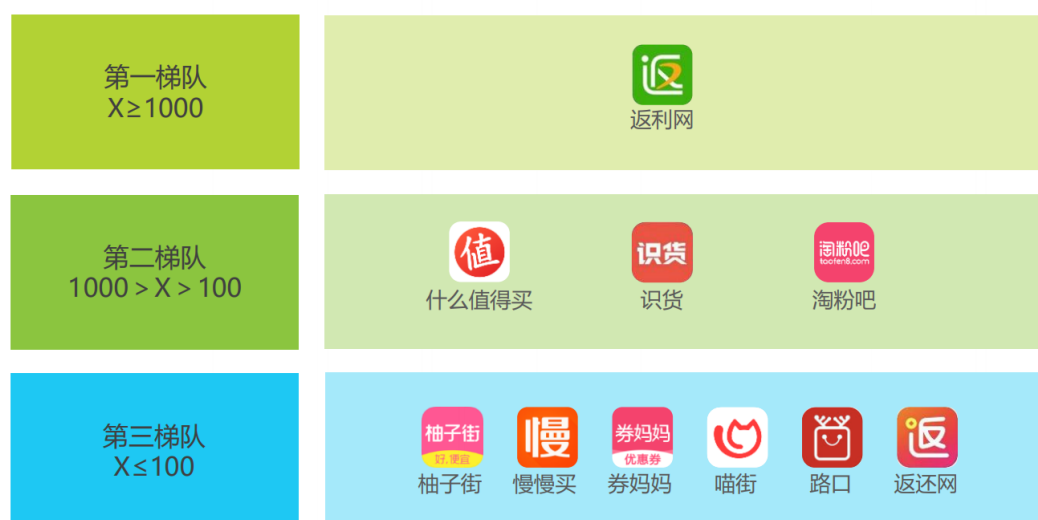 第一梯队
X≥1000
返
返利网
第二梯队
1000 > X > 100
值
什么值得买
识货
识货
淘粉吧
taofen8.com
淘粉吧
第三梯队
X≤100
柚子街
好.便宜
柚子街
慢
慢慢买
券妈妈
优惠券
券妈妈
喵街
路口
返
返还网